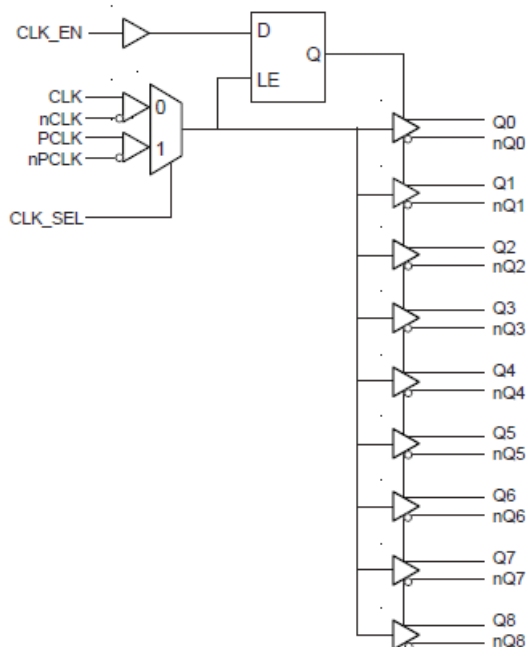 CLK_EN
D
Q
LE
CLK
nCLK
PCLK
nPCLK
0
1
CLK_SEL
Q0
nQ0
Q1
nQ1
Q2
nQ2
Q3
nQ3
Q4
nQ4
Q5
nQ5
Q6
nQ6
Q7
nQ7
Q8
nQ8